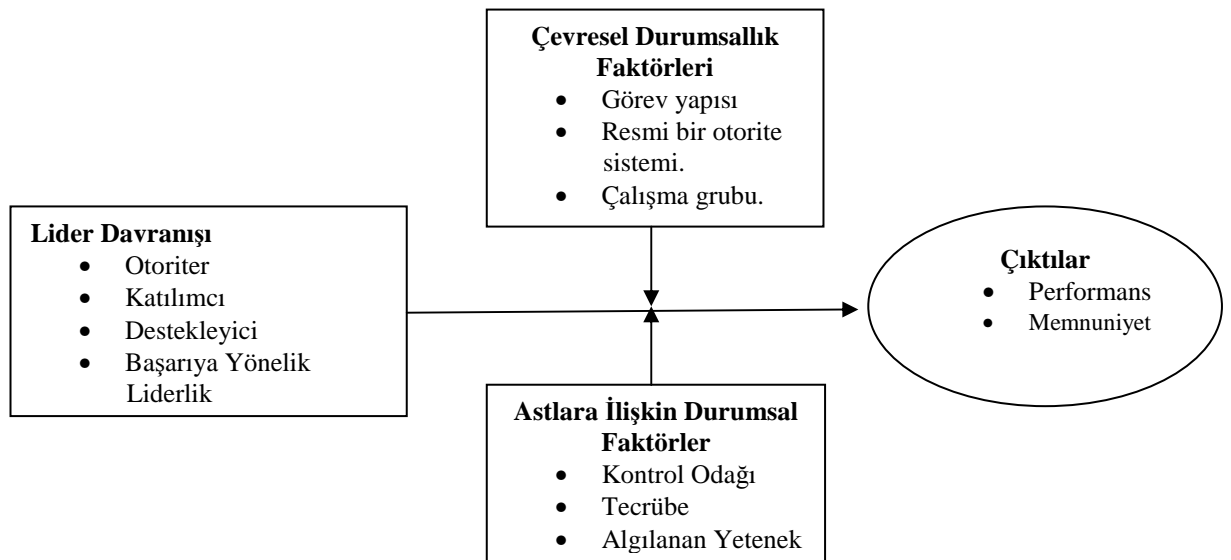 Çevresel Durumsallık
Faktörleri
• Görev yapısı
• Resmi bir otorite
sistemi.
• Çalışma grubu.
Lider Davranışı
• Otoriter
• Katılımcı
• Destekleyici
• Başarıya Yönelik
Liderlik
Çıktılar
• Performans
• Memnuniyet
Astlara İlişkin Durumsal
Faktörler
• Kontrol Odağı
• Tecrübe
• Algılanan Yetenek